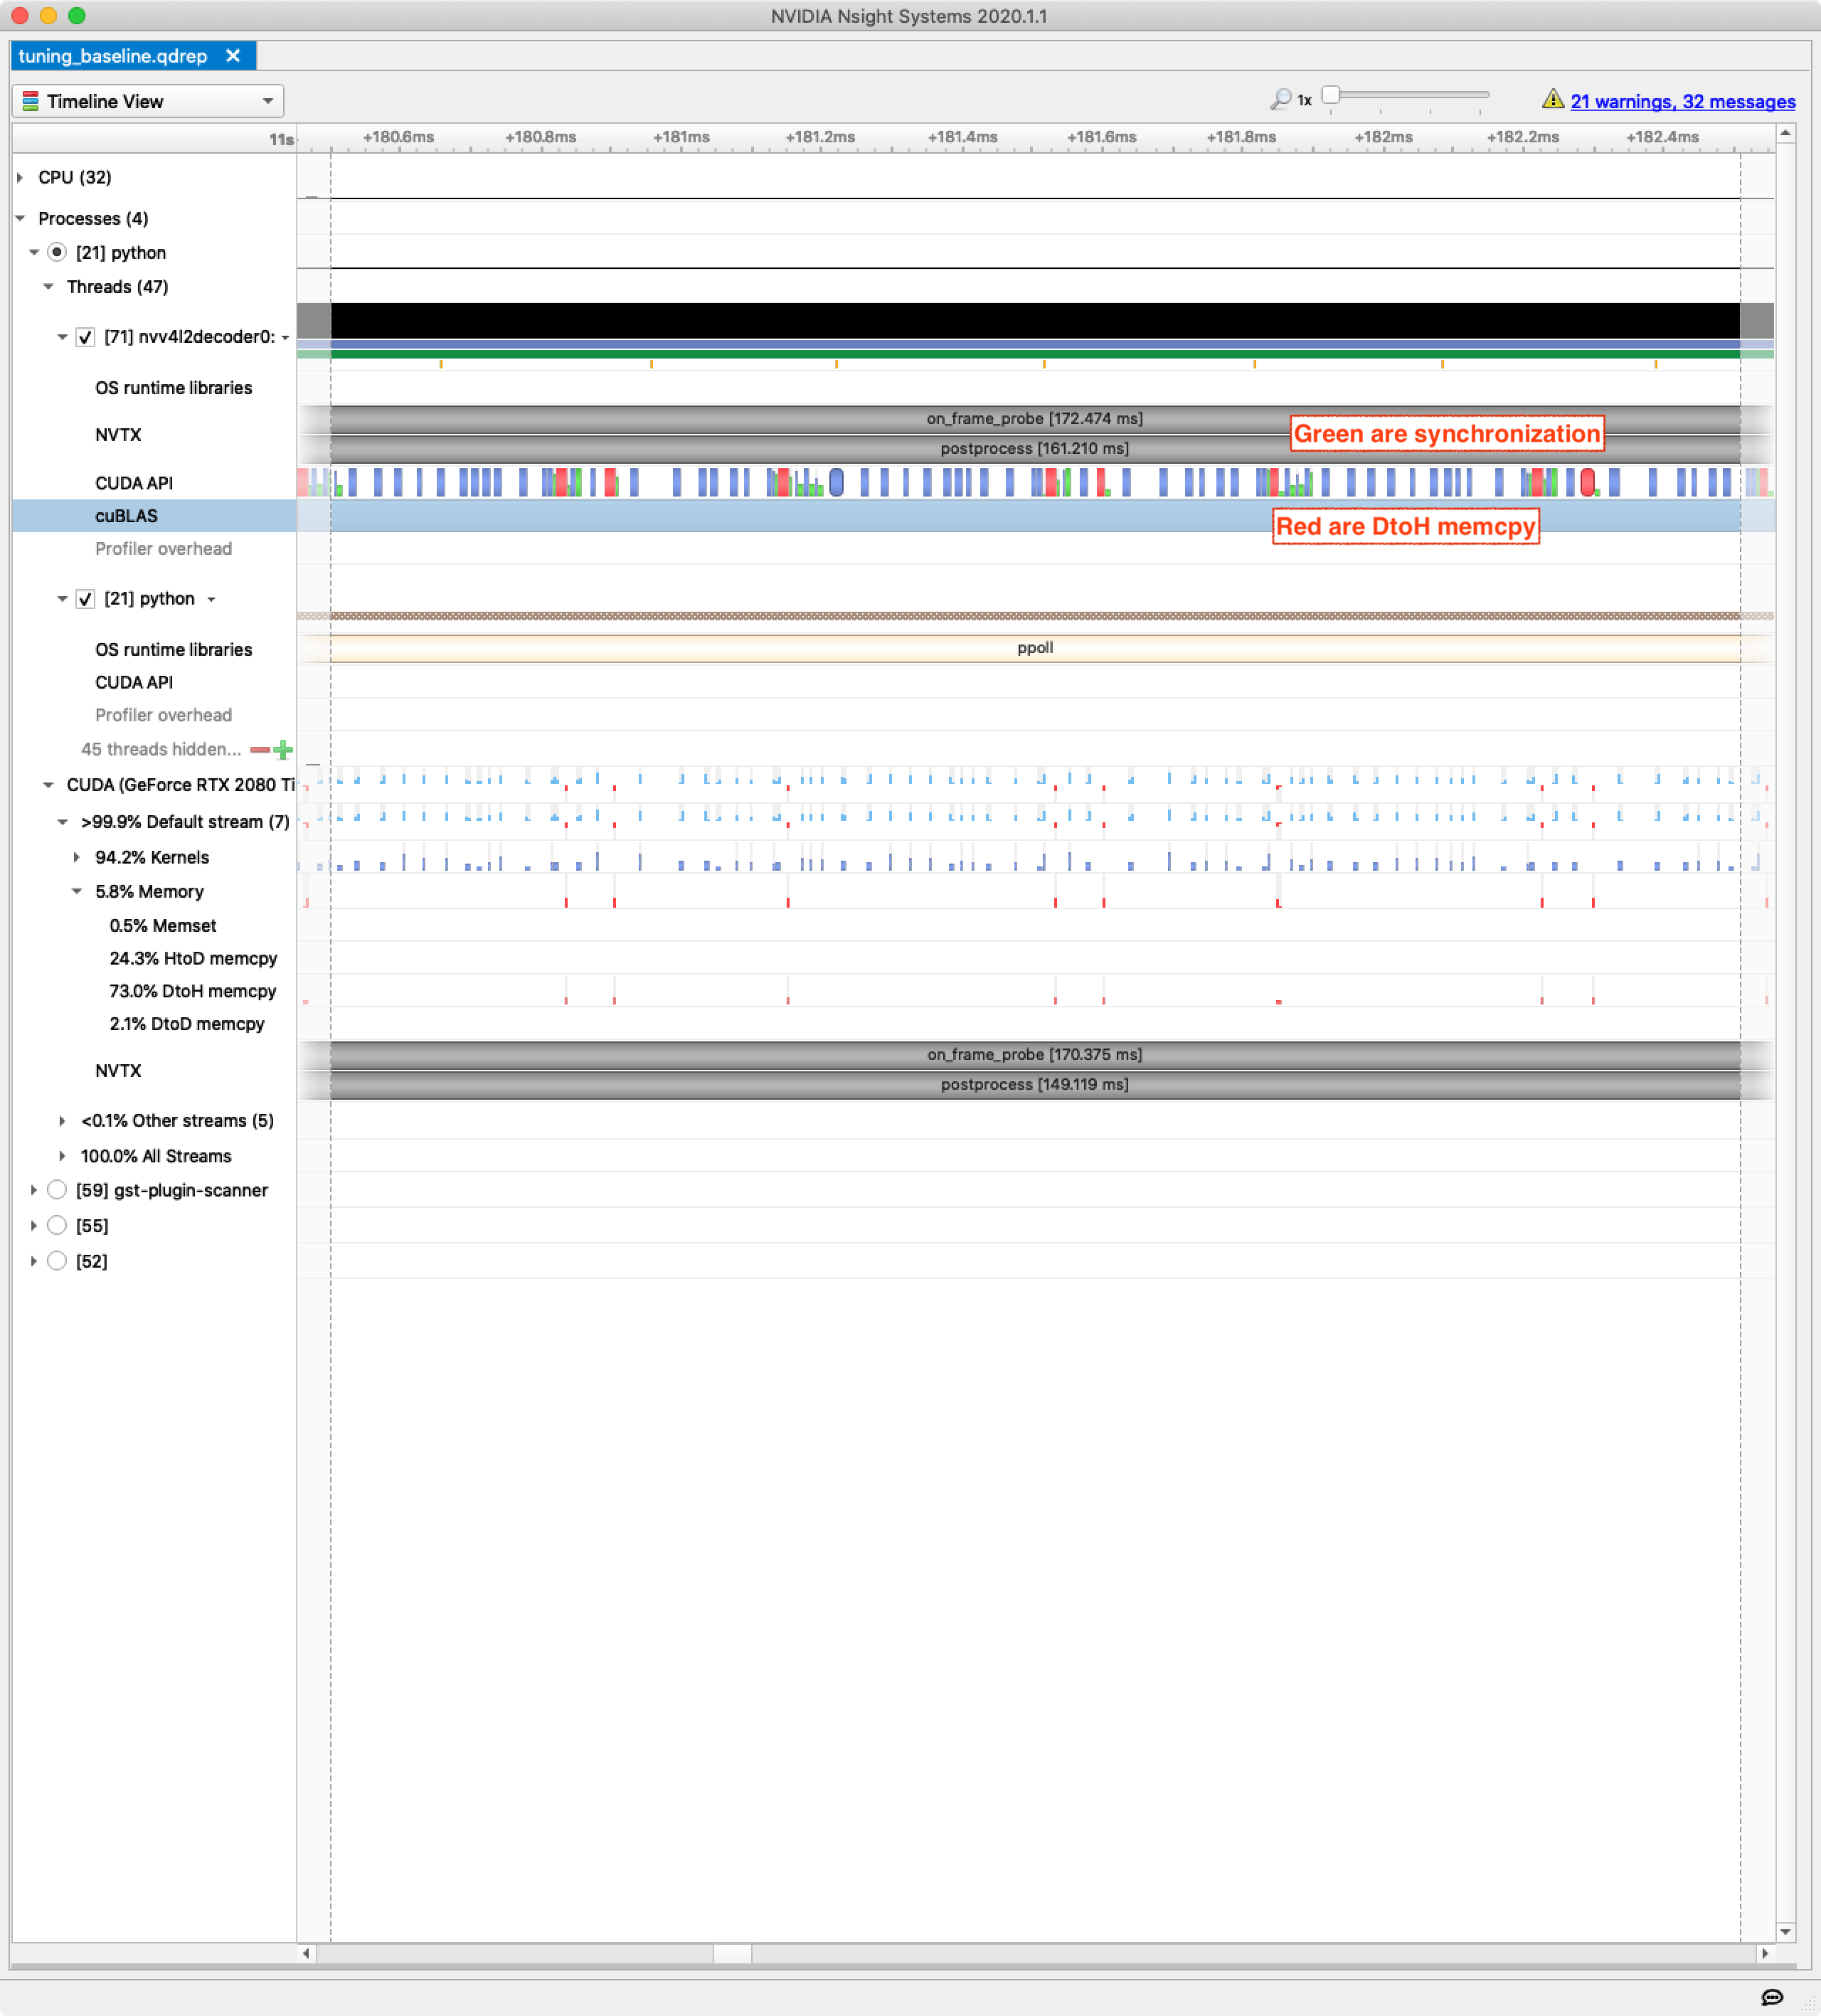 NVIDIA Nsight Systems 2020.1.1
tuning_baseline.qdrep
Timeline View
1x
21 warnings, 32 messages
11s
+180.6ms +180.8ms +181ms +181.2ms +181.4ms +181.6ms +181.8ms +182ms +182.2ms +182.4ms
CPU (32)
Processes (4)
[21] python
Threads (47)
[71] nvv4l2decoder0:
OS runtime libraries
on_frame_probe [172.474 ms]
NVTX
Green are synchronization
postprocess [161.210 ms]
CUDA API
cuBLAS
Red are DtoH memcpy
Profiler overhead
[21] python
OS runtime libraries
ppoll
CUDA API
Profiler overhead
45 threads hidden...
CUDA (GeForce RTX 2080 Ti
>99.9% Default stream (7)
94.2% Kernels
5.8% Memory
0.5% Memset
24.3% HtoD memcpy
73.0% DtoH memcpy
2.1% DtoD memcpy
on_frame_probe [170.375 ms]
NVTX
postprocess [149.119 ms]
<0.1% Other streams (5)
100.0% All Streams
[59] gst-plugin-scanner
[55]
[52]